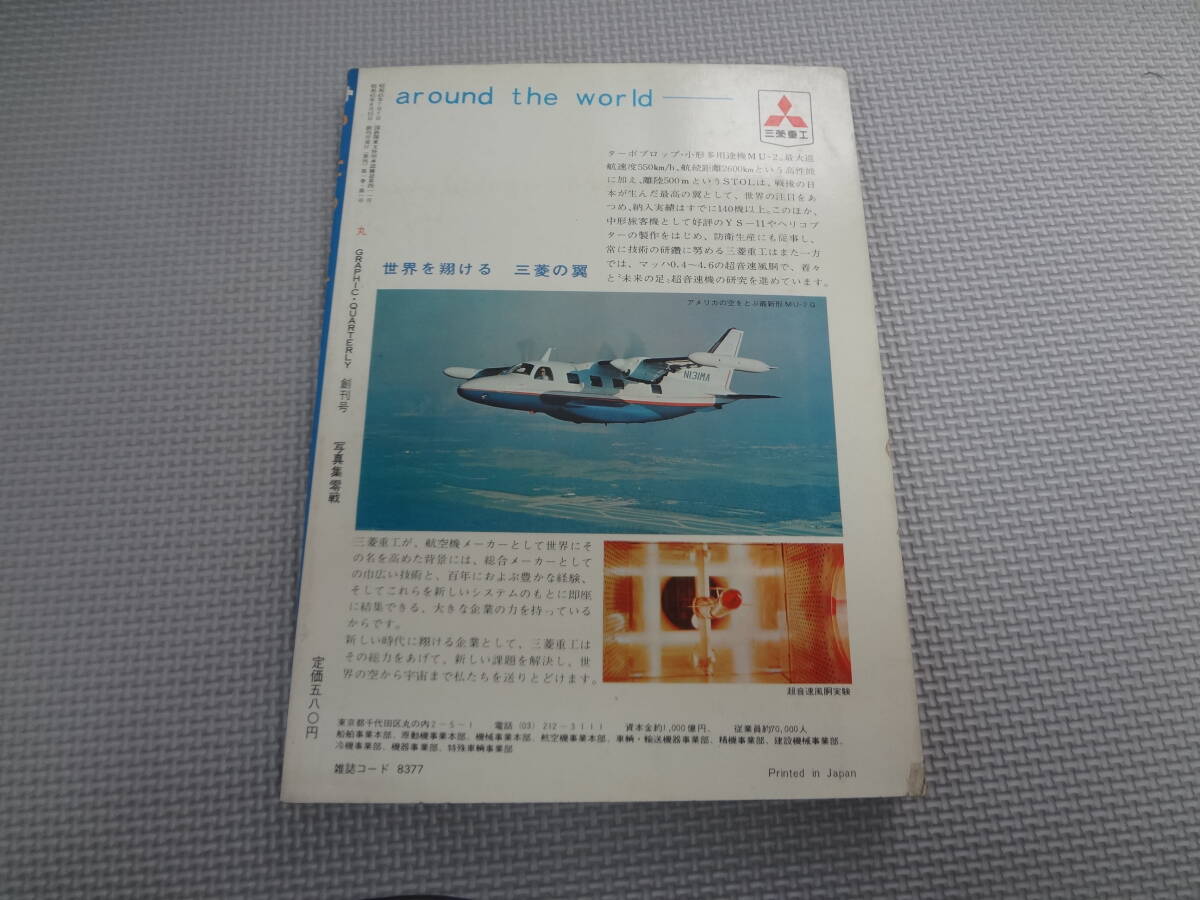 around the world
三菱重工
ターボプロップ・小形多用途機MU-2。最大巡
航速度550km/h、航続距離2600kmという高性能
に加え、離陸500mというSTOLは、戦後の日
本が生んだ最高の翼として、世界の注目をあ
つめ、納入実績はすでに140機以上。このほか、
中形旅客機として好評のYS-11やヘリコプ
ターの製作をはじめ、防衛生産にも従事し、
常に技術の研鑽に努める三菱重工はまた一方
では、マッハ0.4〜4.6の超音速風胴で、着々
と“未来の足”超音速機の研究を進めています。
世界を翔ける 三菱の翼
アメリカの空をとぶ最新形MU-2G
N131MA
三菱重工が、航空機メーカーとして世界にそ
の名を高めた背景には、総合メーカーとして
の巾広い技術と、百年におよぶ豊かな経験、
そしてこれらを新しいシステムのもとに即座
に結集できる、大きな企業の力を持っている
からです。
新しい時代に翔ける企業として、三菱重工は
その総力をあげて、新しい課題を解決し、世
界の空から宇宙まで私たちを送りとどけます。
超音速風胴実験
東京都千代田区丸の内2-5-1 電話 (03) 212-3111 資本金約1,000億円、 従業員約70,000人
船舶事業本部、原動機事業本部、機械事業本部、航空機事業本部、車輌・輸送機器事業部、精機事業部、建設機械事業部、
冷機事業部、機器事業部、特殊車輌事業部
雑誌コード 8377
Printed in Japan
丸 GRAPHIC・QUARTERLY 創刊号 写真集零戦
定価五八〇円